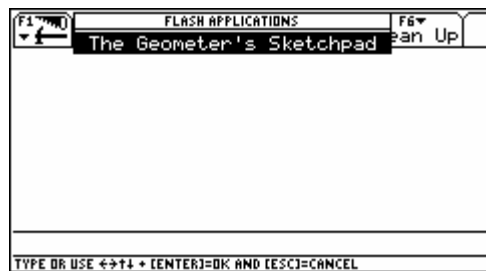 F1 FLASH APPLICATIONS F6▼
The Geometer's Sketchpad ean Up
TYPE OR USE ←→↑↓ + [ENTER]=OK AND [ESC]=CANCEL